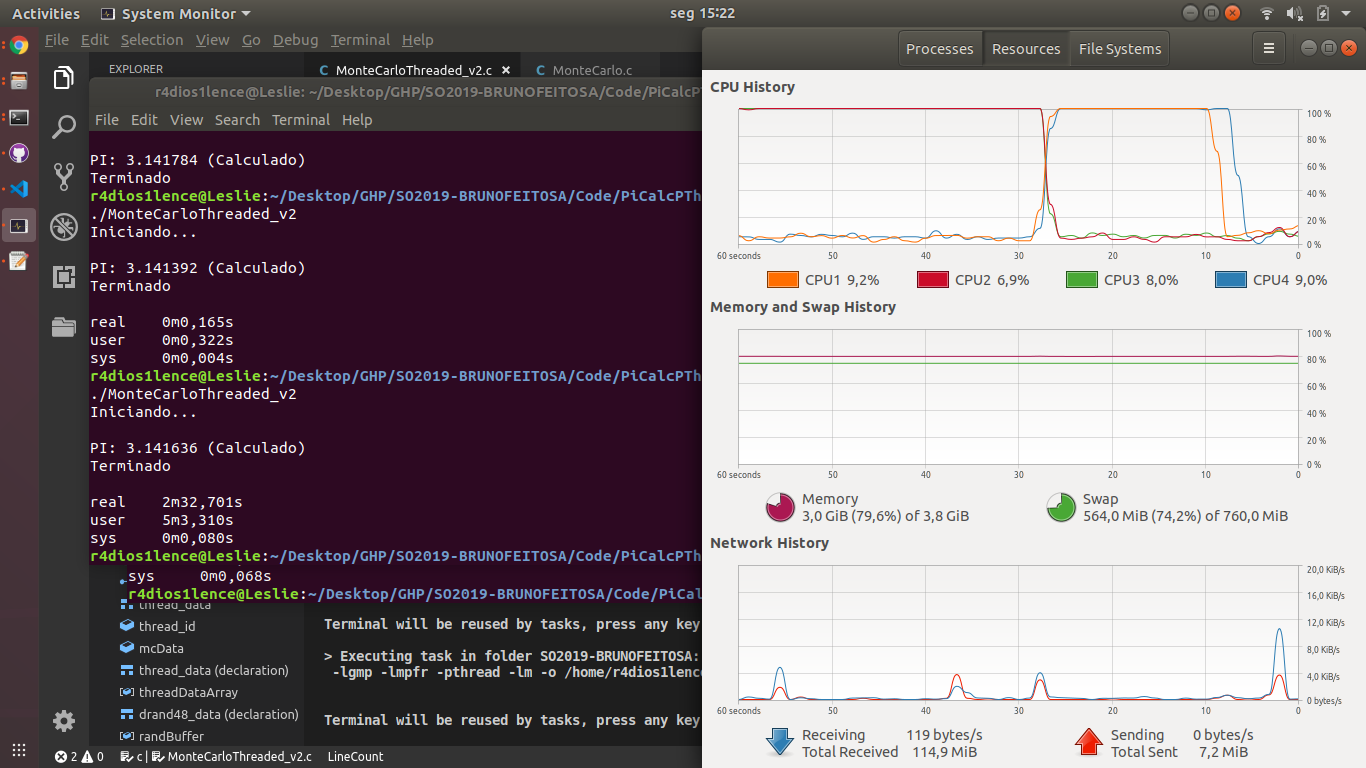 Activities System Monitor seg 15:22
File Edit Selection View Go Debug Terminal Help
EXPLORER MonteCarloThreaded_v2.c MonteCarlo.c
r4dios1lence@Leslie: ~/Desktop/GHP/SO2019-BRUNOFEITOSA/Code/PiCalcPT
File Edit View Search Terminal Help
PI: 3.141784 (Calculado)
Terminado
r4dios1lence@Leslie:~/Desktop/GHP/SO2019-BRUNOFEITOSA/Code/PiCalcPTh
./MonteCarloThreaded_v2
Iniciando...
PI: 3.141392 (Calculado)
Terminado
real 0m0,165s
user 0m0,322s
sys 0m0,004s
r4dios1lence@Leslie:~/Desktop/GHP/SO2019-BRUNOFEITOSA/Code/PiCalcPTh
./MonteCarloThreaded_v2
Iniciando...
PI: 3.141636 (Calculado)
Terminado
real 2m32,701s
user 5m3,310s
sys 0m0,080s
r4dios1lence@Leslie:~/Desktop/GHP/SO2019-BRUNOFEITOSA/Code/PiCalcPTh
sys 0m0,068s
r4dios1lence@Leslie:~/Desktop/GHP/SO2019-BRUNOFEITOSA/Code/PiCal
thread_data
thread_id
mcData
thread_data (declaration)
threadDataArray
drand48_data (declaration)
randBuffer
Terminal will be reused by tasks, press any key
> Executing task in folder SO2019-BRUNOFEITOSA:
-lgmp -lmpfr -pthread -lm -o /home/r4dios1lence
Terminal will be reused by tasks, press any key
2 0 c | MonteCarloThreaded_v2.c LineCount
Processes Resources File Systems
CPU History
100 %
80 %
60 %
40 %
20 %
0 %
60 seconds 50 40 30 20 10 0
CPU1 9,2% CPU2 6,9% CPU3 8,0% CPU4 9,0%
Memory and Swap History
100 %
80 %
60 %
40 %
20 %
0 %
60 seconds 50 40 30 20 10 0
Memory
3,0 GiB (79,6%) of 3,8 GiB
Swap
564,0 MiB (74,2%) of 760,0 MiB
Network History
20,0 KiB/s
16,0 KiB/s
12,0 KiB/s
8,0 KiB/s
4,0 KiB/s
0 bytes/s
60 seconds 50 40 30 20 10 0
Receiving 119 bytes/s
Total Received 114,9 MiB
Sending 0 bytes/s
Total Sent 7,2 MiB